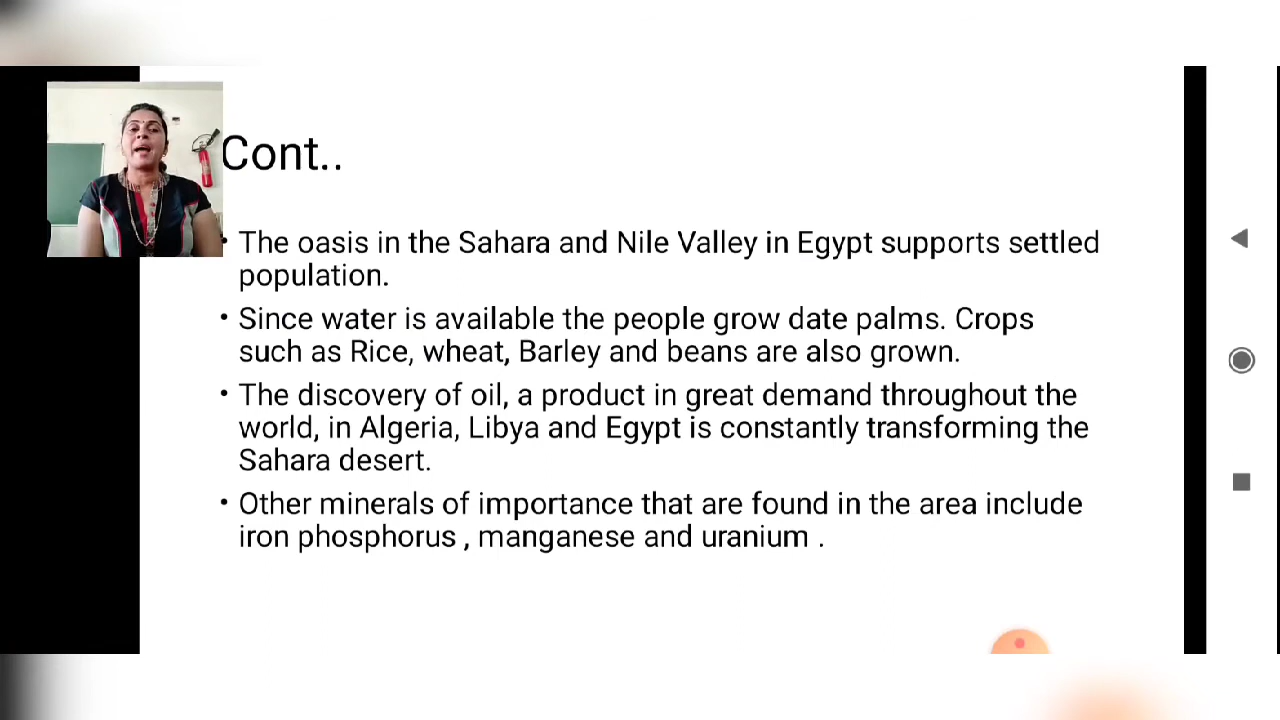 Cont..
• The oasis in the Sahara and Nile Valley in Egypt supports settled
population.
• Since water is available the people grow date palms. Crops
such as Rice, wheat, Barley and beans are also grown.
• The discovery of oil, a product in great demand throughout the
world, in Algeria, Libya and Egypt is constantly transforming the
Sahara desert.
• Other minerals of importance that are found in the area include
iron phosphorus , manganese and uranium .